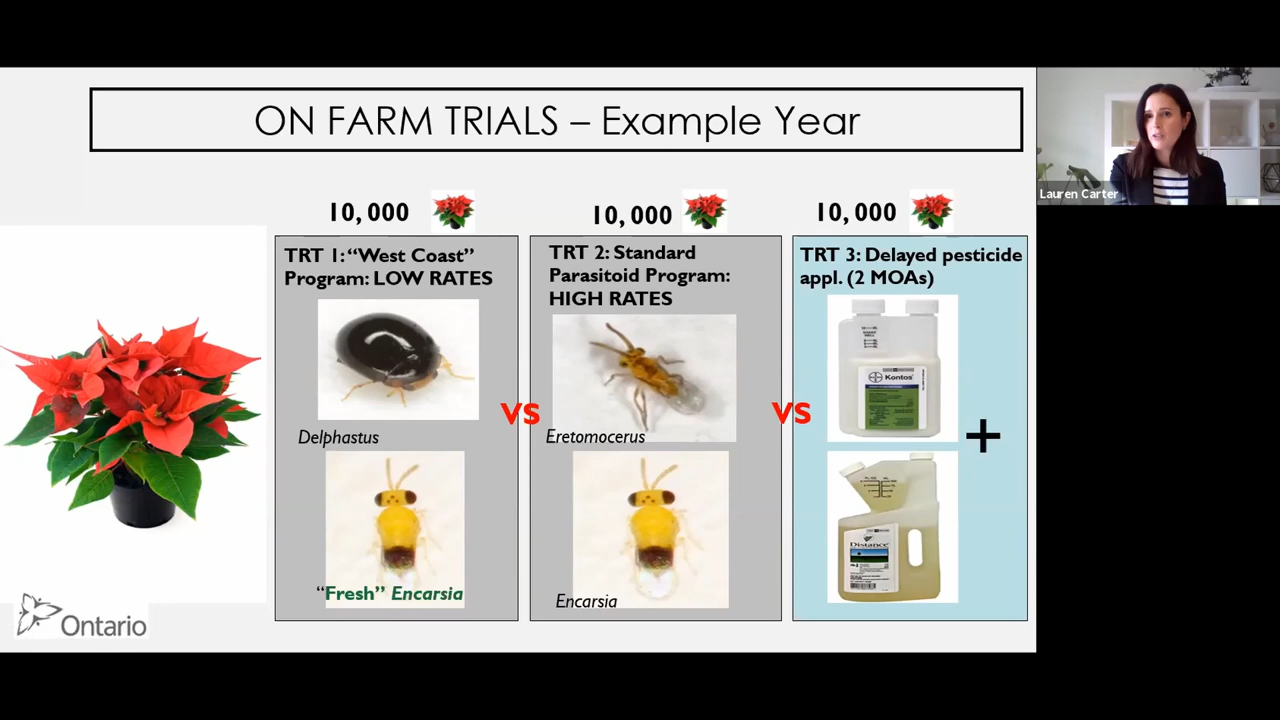 ON FARM TRIALS – Example Year
Lauren Carter
10,000
10,000
10,000
TRT 1: “West Coast”
Program: LOW RATES
Delphastus
“Fresh” Encarsia
VS
TRT 2: Standard
Parasitoid Program:
HIGH RATES
Eretomocerus
Encarsia
VS
TRT 3: Delayed pesticide
appl. (2 MOAs)
Kontos
+
Distance
Ontario